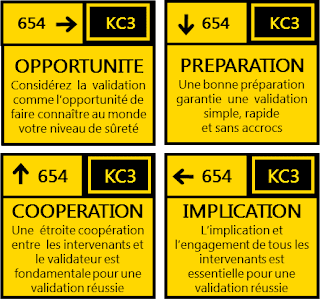 654 → KC3
OPPORTUNITE
Considérez la validation
comme l'opportunité de
faire connaître au monde
votre niveau de sûreté
↓ 654 KC3
PREPARATION
Une bonne préparation
garantie une validation
simple, rapide
et sans accrocs
↑ 654 KC3
COOPERATION
Une étroite coopération
entre les intervenants et
le validateur est
fondamentale pour une
validation réussie
← 654 KC3
IMPLICATION
L'implication et
l'engagement de tous les
intervenants est
essentielle pour une
validation réussie